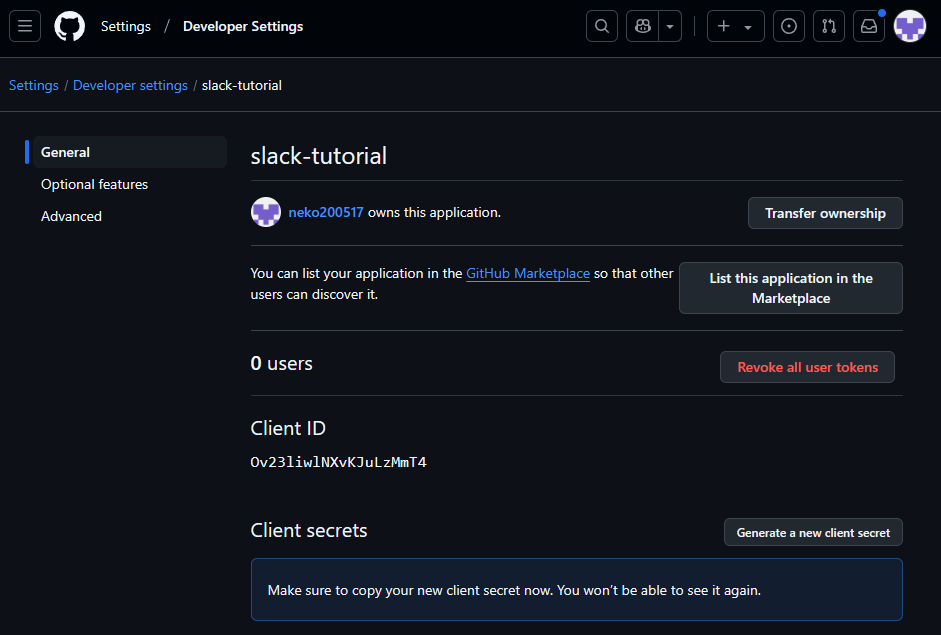 Settings / Developer Settings
Settings / Developer settings / slack-tutorial
General
Optional features
Advanced
slack-tutorial
neko200517 owns this application.
Transfer ownership
You can list your application in the GitHub Marketplace so that other
users can discover it.
List this application in the
Marketplace
0 users
Revoke all user tokens
Client ID
Ov23liwlNXvKJuLzMmT4
Client secrets
Generate a new client secret
Make sure to copy your new client secret now. You won't be able to see it again.